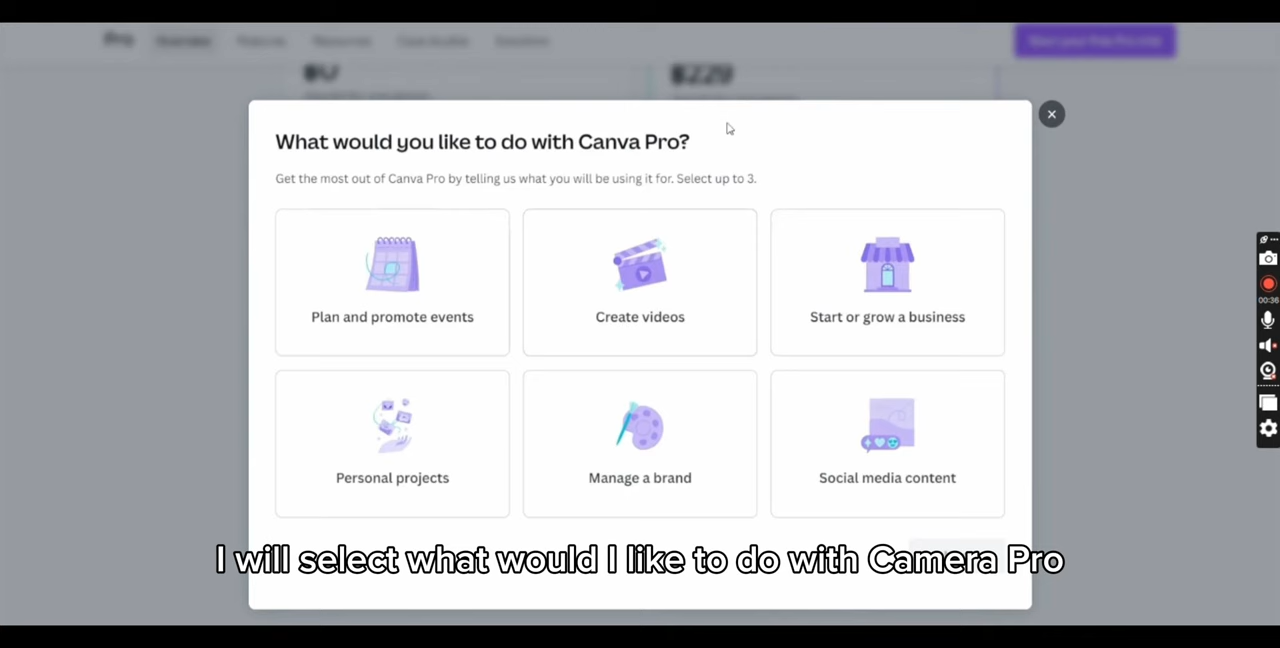 $229
What would you like to do with Canva Pro?
Get the most out of Canva Pro by telling us what you will be using it for. Select up to 3.
Plan and promote events
Create videos
Start or grow a business
Personal projects
Manage a brand
Social media content
I will select what would I like to do with Camera Pro
00:36